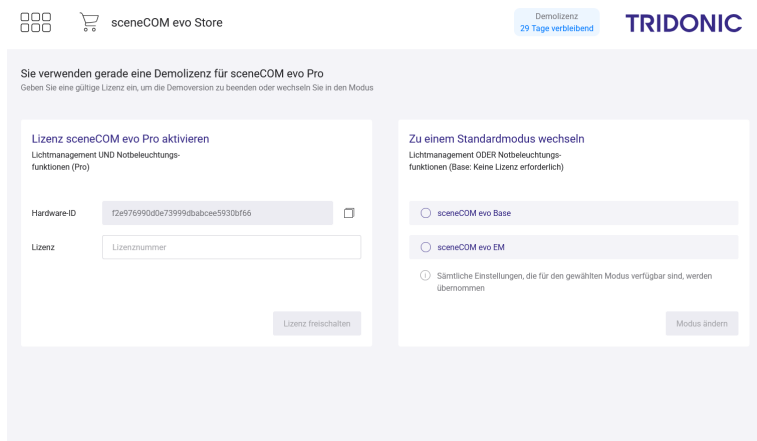 sceneCOM evo Store
Demolizenz
29 Tage verbleibend
TRIDONIC
Sie verwenden gerade eine Demolizenz für sceneCOM evo Pro
Geben Sie eine gültige Lizenz ein, um die Demoversion zu beenden oder wechseln Sie in den Modus
Lizenz sceneCOM evo Pro aktivieren
Lichtmanagement UND Notbeleuchtungs-
funktionen (Pro)
Hardware-ID
f2e976990d0e73999dbabcee5930bf66
Lizenz
Lizenznummer
Lizenz freischalten
Zu einem Standardmodus wechseln
Lichtmanagement ODER Notbeleuchtungs-
funktionen (Base: Keine Lizenz erforderlich)
sceneCOM evo Base
sceneCOM evo EM
Sämtliche Einstellungen, die für den gewählten Modus verfügbar sind, werden
übernommen
Modus ändern